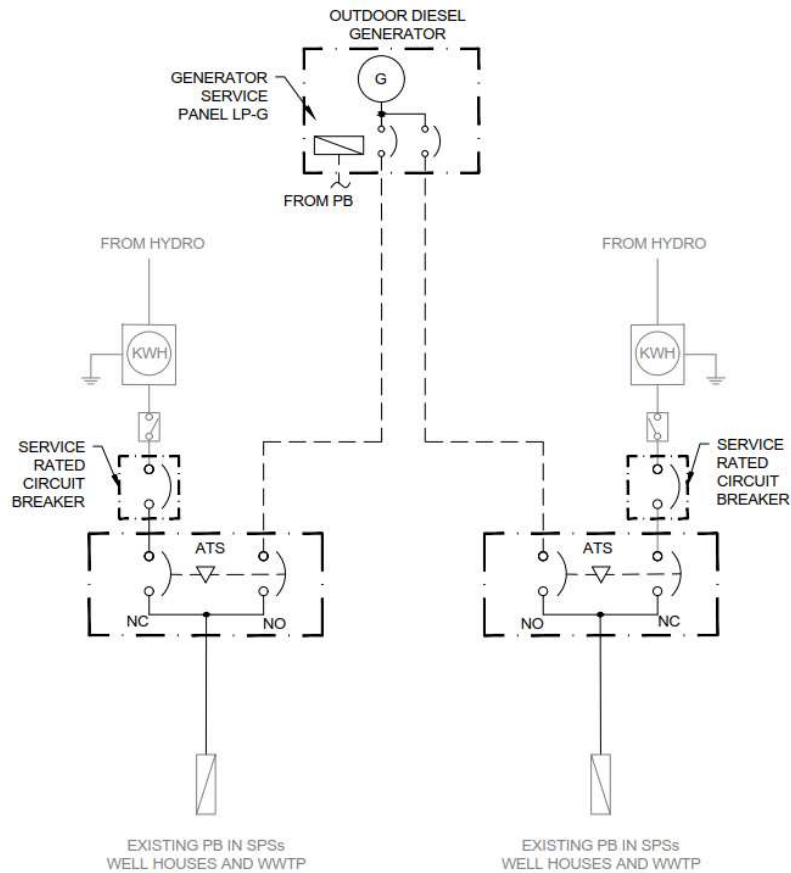 OUTDOOR DIESEL
GENERATOR
GENERATOR
SERVICE
PANEL LP-G
G
FROM PB
FROM HYDRO
FROM HYDRO
KWH
KWH
SERVICE
RATED
CIRCUIT
BREAKER
SERVICE
RATED
CIRCUIT
BREAKER
ATS
NC
NO
ATS
NO
NC
EXISTING PB IN SPSs
WELL HOUSES AND WWTP
EXISTING PB IN SPSs
WELL HOUSES AND WWTP